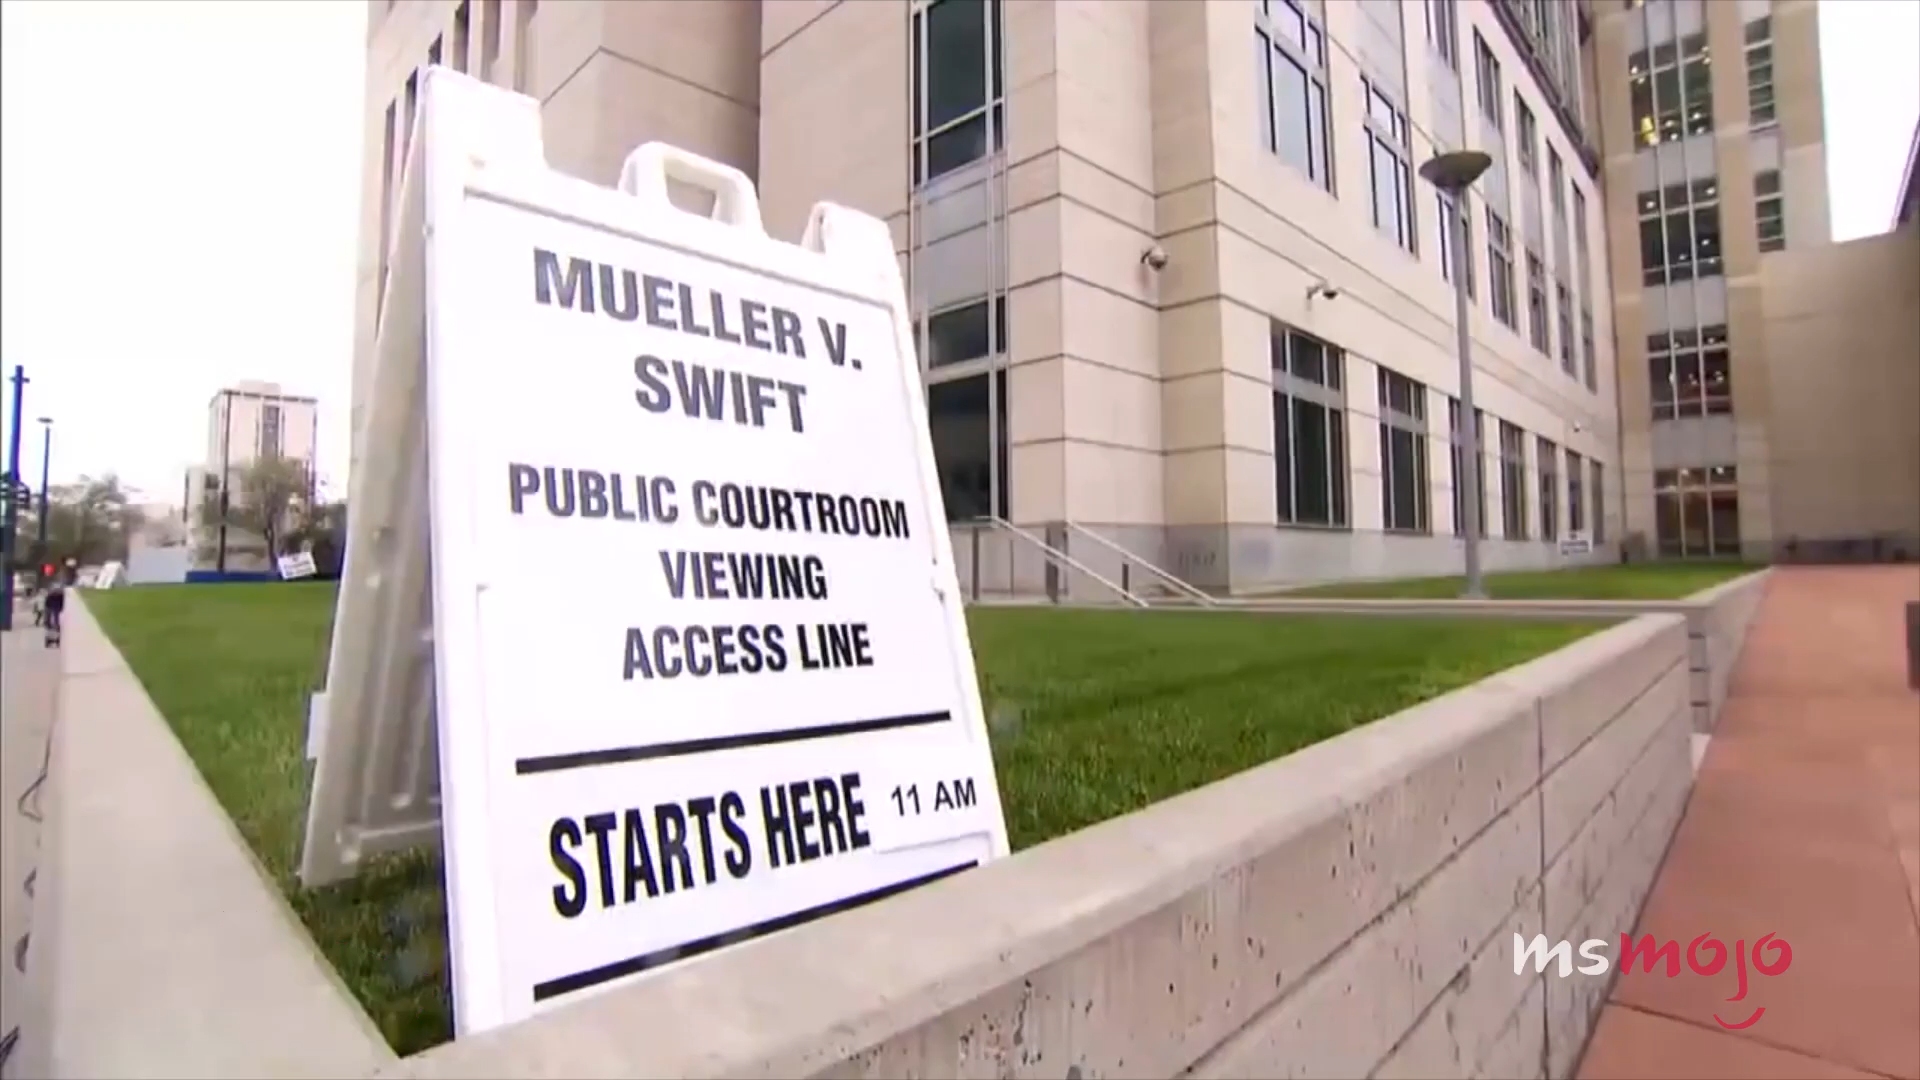 MUELLER V.
SWIFT
PUBLIC COURTROOM
VIEWING
ACCESS LINE
STARTS HERE 11 AM
msmojo